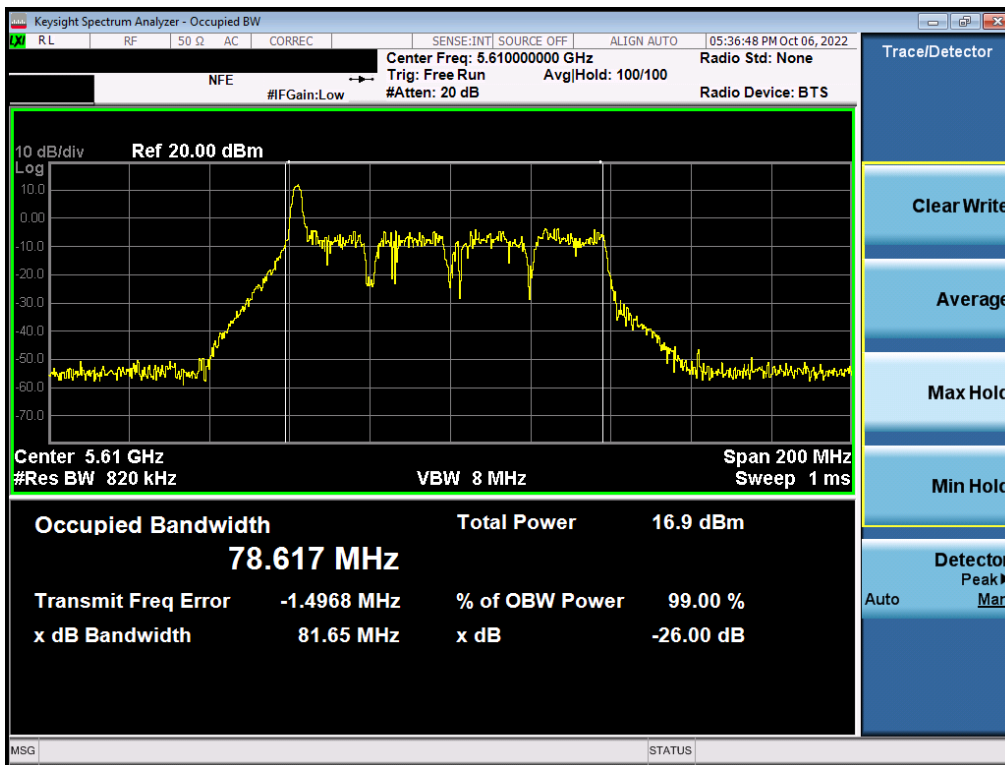 Keysight Spectrum Analyzer - Occupied BW
LXI RL RF 50 Ω AC CORREC SENSE:INT SOURCE OFF ALIGN AUTO 05:36:48 PM Oct 06, 2022
Center Freq: 5.610000000 GHz Radio Std: None
NFE Trig: Free Run Avg|Hold: 100/100
#IFGain:Low #Atten: 20 dB Radio Device: BTS
Trace/Detector
10 dB/div Ref 20.00 dBm
Log
10.0
0.00
-10.0
-20.0
-30.0
-40.0
-50.0
-60.0
-70.0
Center 5.61 GHz Span 200 MHz
#Res BW 820 kHz VBW 8 MHz Sweep 1 ms
Clear Write
Average
Max Hold
Min Hold
Detector
Peak▶
Auto Man
Occupied Bandwidth Total Power 16.9 dBm
78.617 MHz
Transmit Freq Error -1.4968 MHz % of OBW Power 99.00 %
x dB Bandwidth 81.65 MHz x dB -26.00 dB
MSG STATUS